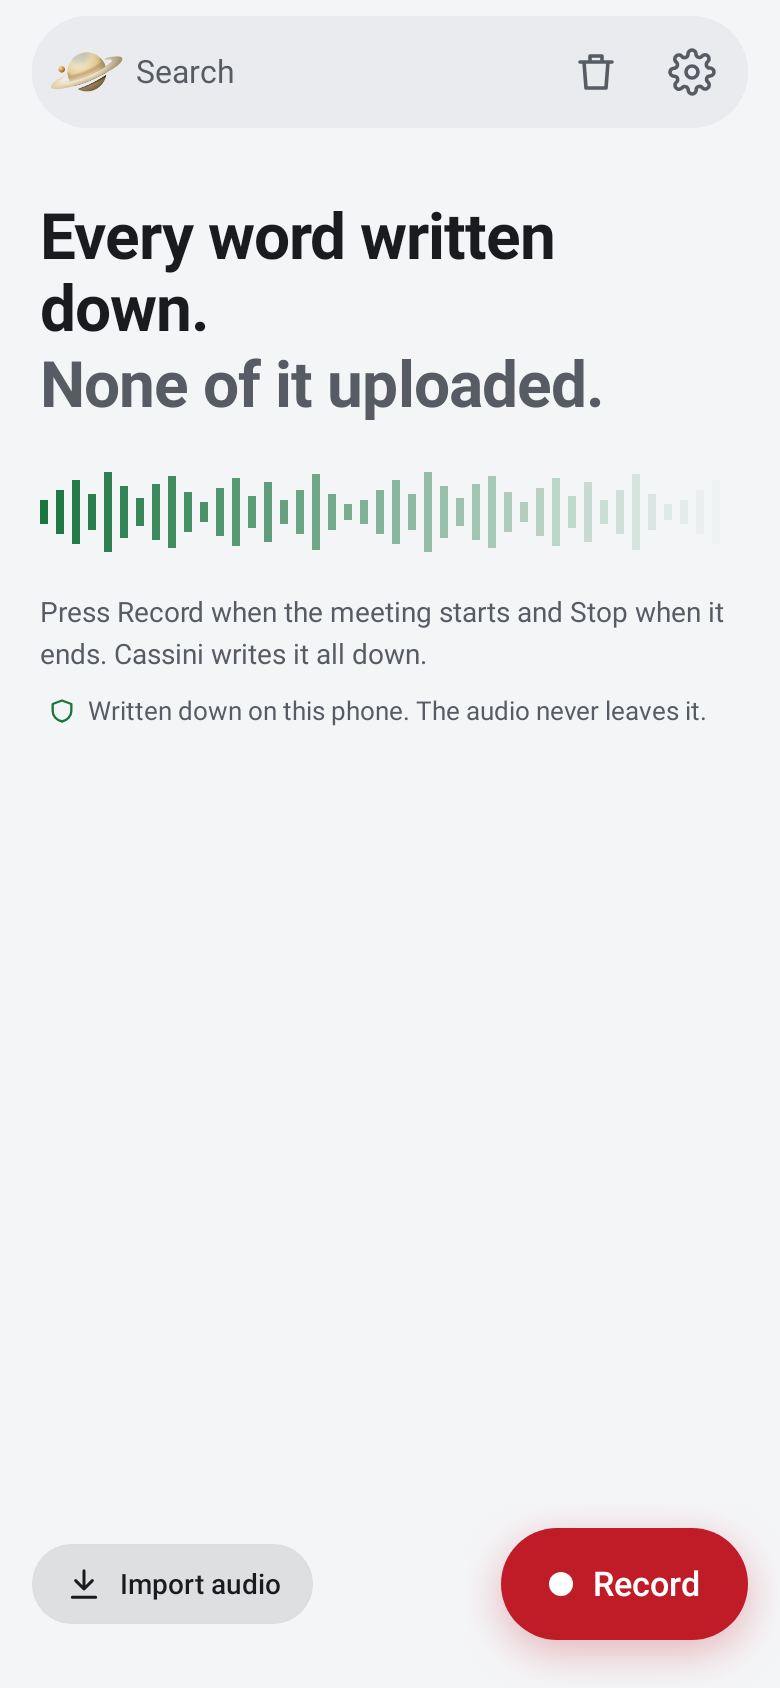 Search
Every word written
down.
None of it uploaded.
Press Record when the meeting starts and Stop when it
ends. Cassini writes it all down.
Written down on this phone. The audio never leaves it.
Import audio
Record